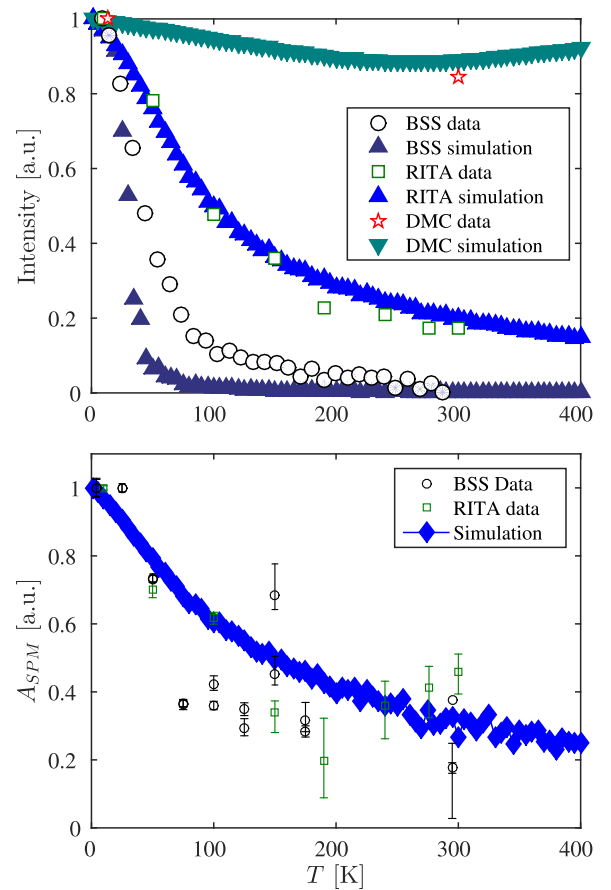 1
0.8
0.6
0.4
0.2
0
Intensity [a.u.]
BSS data
BSS simulation
RITA data
RITA simulation
DMC data
DMC simulation
0 100 200 300 400
1
0.8
0.6
0.4
0.2
0
A_{SPM} [a.u.]
BSS Data
RITA data
Simulation
0 100 200 300 400
T [K]